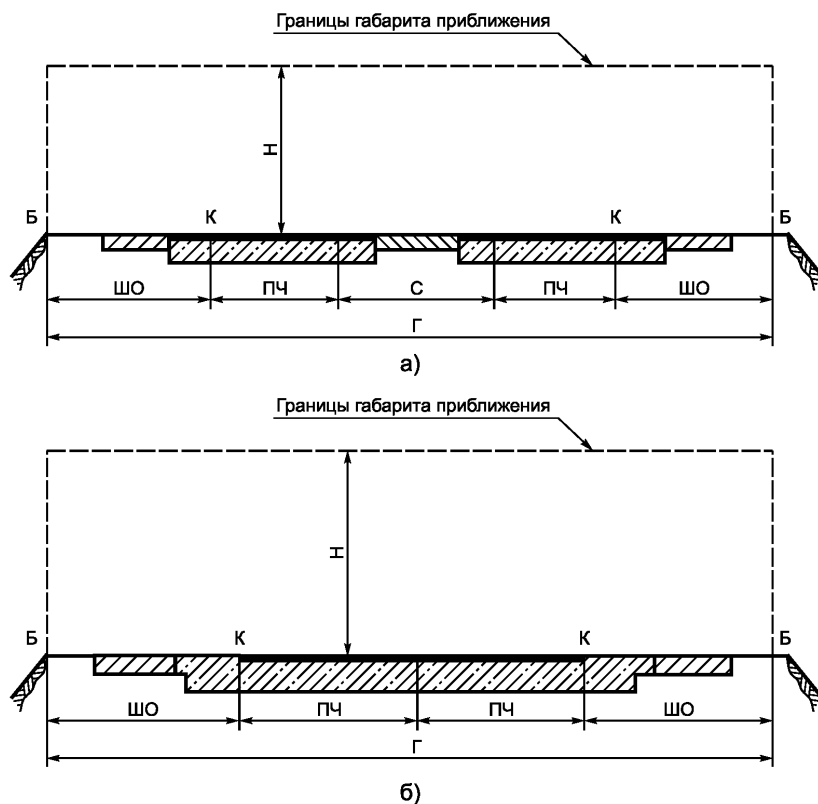 Границы габарита приближения
Н
Б К К Б
ШО ПЧ С ПЧ ШО
Г
а)
Границы габарита приближения
Н
Б К К Б
ШО ПЧ ПЧ ШО
Г
б)